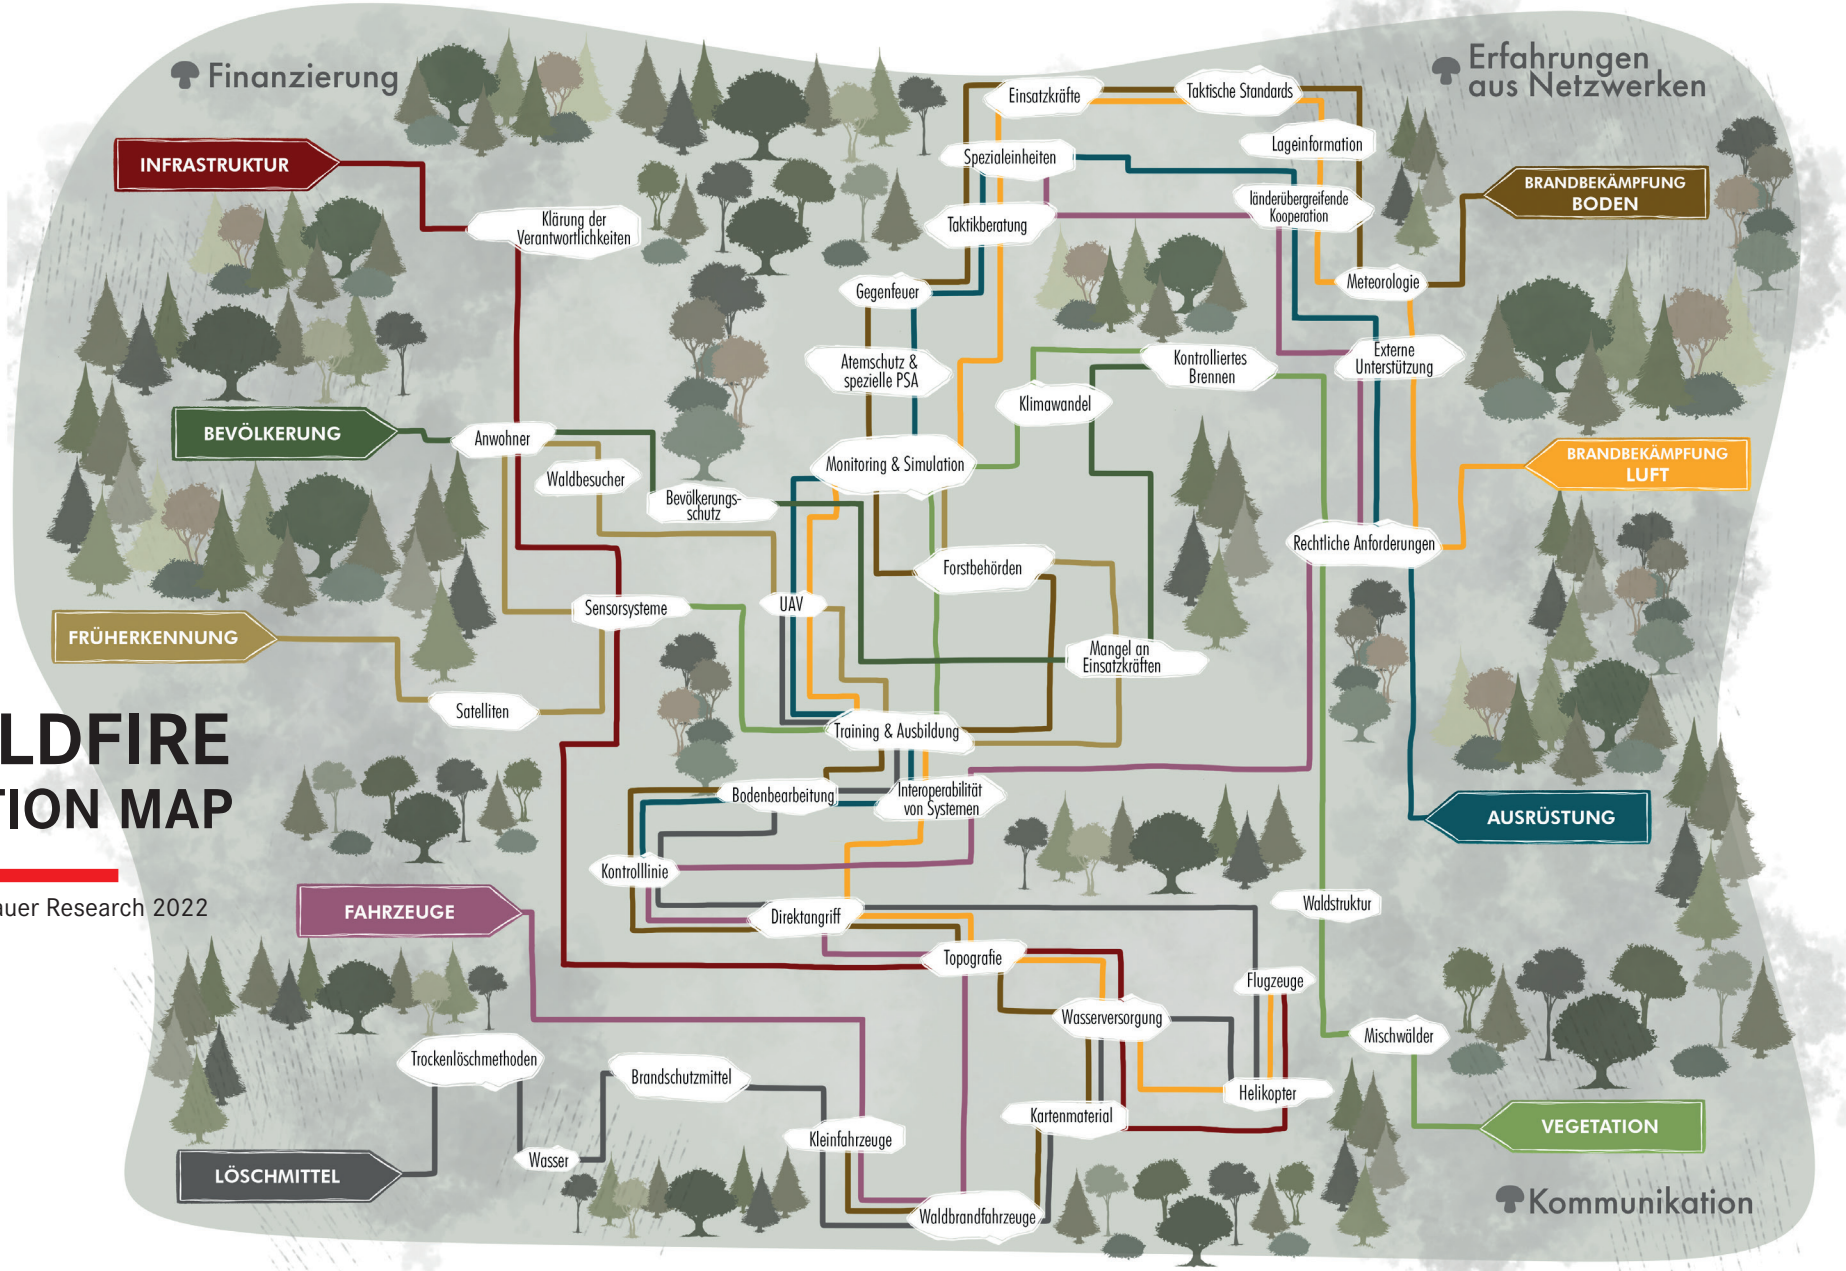 Finanzierung
Erfahrungen
aus Netzwerken
INFRASTRUKTUR
Klärung der
Verantwortlichkeiten
Einsatzkräfte
Taktische Standards
Spezialeinheiten
Lageinformation
BRANDBEKÄMPFUNG
BODEN
länderübergreifende
Kooperation
Taktikberatung
Gegenfeuer
Meteorologie
Atemschutz &
spezielle PSA
Kontrolliertes
Brennen
Externe
Unterstützung
Klimawandel
BEVÖLKERUNG
Anwohner
Waldbesucher
Monitoring & Simulation
BRANDBEKÄMPFUNG
LUFT
Bevölkerungs-
schutz
Rechtliche Anforderungen
Forstbehörden
Sensorsysteme
UAV
FRÜHERKENNUNG
Mangel an
Einsatzkräften
Satelliten
LDFIRE
TION MAP
auer Research 2022
Training & Ausbildung
Bodenbearbeitung
Interoperabilität
von Systemen
AUSRÜSTUNG
Kontrolllinie
FAHRZEUGE
Direktangriff
Waldstruktur
Topografie
Flugzeuge
Wasserversorgung
Mischwälder
Trockenlöschmethoden
Brandschutzmittel
Helikopter
Kartenmaterial
VEGETATION
Kleinfahrzeuge
Wasser
LÖSCHMITTEL
Waldbrandfahrzeuge
Kommunikation